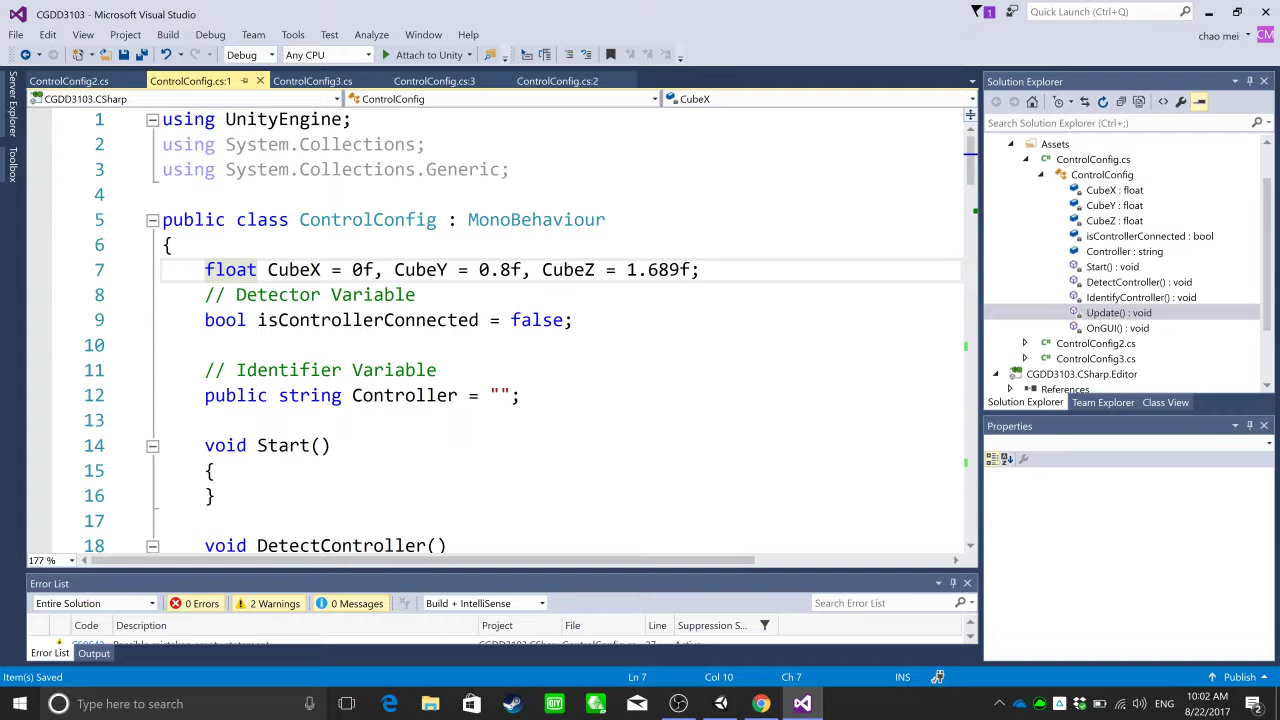 CGDD3103 - Microsoft Visual Studio
1
Quick Launch (Ctrl+Q)
File Edit View Project Build Debug Team Tools Test Analyze Window Help
chao mei
CM
Debug Any CPU Attach to Unity
Server Explorer
Toolbox
ControlConfig2.cs ControlConfig.cs:1 ControlConfig3.cs ControlConfig.cs:3 ControlConfig.cs:2
CGDD3103.CSharp ControlConfig CubeX
1 using UnityEngine;
2 using System.Collections;
3 using System.Collections.Generic;
4
5 public class ControlConfig : MonoBehaviour
6 {
7 float CubeX = 0f, CubeY = 0.8f, CubeZ = 1.689f;
8 // Detector Variable
9 bool isControllerConnected = false;
10
11 // Identifier Variable
12 public string Controller = "";
13
14 void Start()
15 {
16 }
17
18 void DetectController()
177 %
Solution Explorer
Search Solution Explorer (Ctrl+;)
Assets
ControlConfig.cs
ControlConfig
CubeX : float
CubeY : float
CubeZ : float
isControllerConnected : bool
Controller : string
Start() : void
DetectController() : void
IdentifyController() : void
Update() : void
OnGUI() : void
ControlConfig2.cs
ControlConfig3.cs
CGDD3103.CSharp.Editor
References
Solution Explorer Team Explorer Class View
Properties
Error List
Entire Solution 0 Errors 2 Warnings 0 Messages Build + IntelliSense Search Error List
Code Description Project File Line Suppression S...
Error List Output
Item(s) Saved Ln 7 Col 10 Ch 7 INS Publish
Type here to search
ENG
10:02 AM
8/22/2017
2